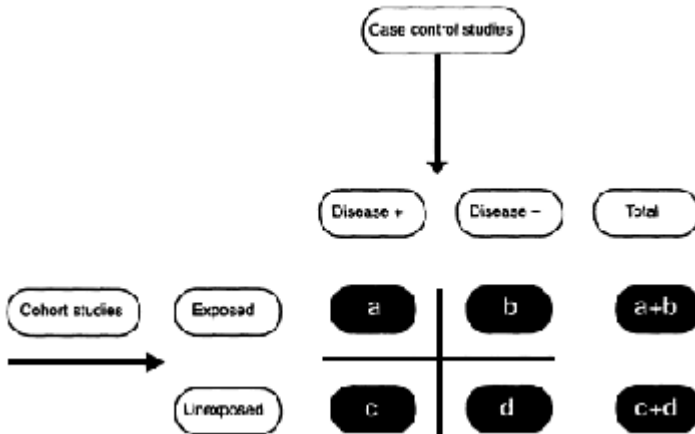 Case control studies
Disease + Disease – Total
Cohort studies Exposed a b a+b
Unexposed c d c+d